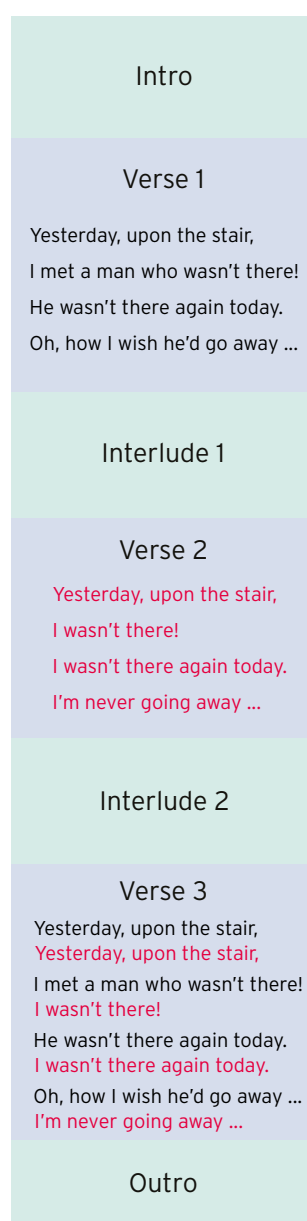 Intro
Verse 1
Yesterday, upon the stair,
I met a man who wasn't there!
He wasn't there again today.
Oh, how I wish he'd go away ...
Interlude 1
Verse 2
Yesterday, upon the stair,
I wasn't there!
I wasn't there again today.
I'm never going away ...
Interlude 2
Verse 3
Yesterday, upon the stair,
Yesterday, upon the stair,
I met a man who wasn't there!
I wasn't there!
He wasn't there again today.
I wasn't there again today.
Oh, how I wish he'd go away ...
I'm never going away ...
Outro